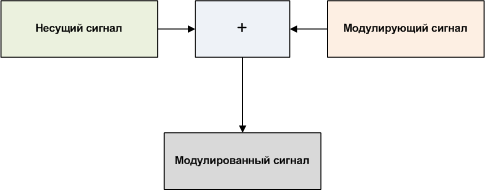 Несущий сигнал
+
Модулирующий сигнал
Модулированный сигнал